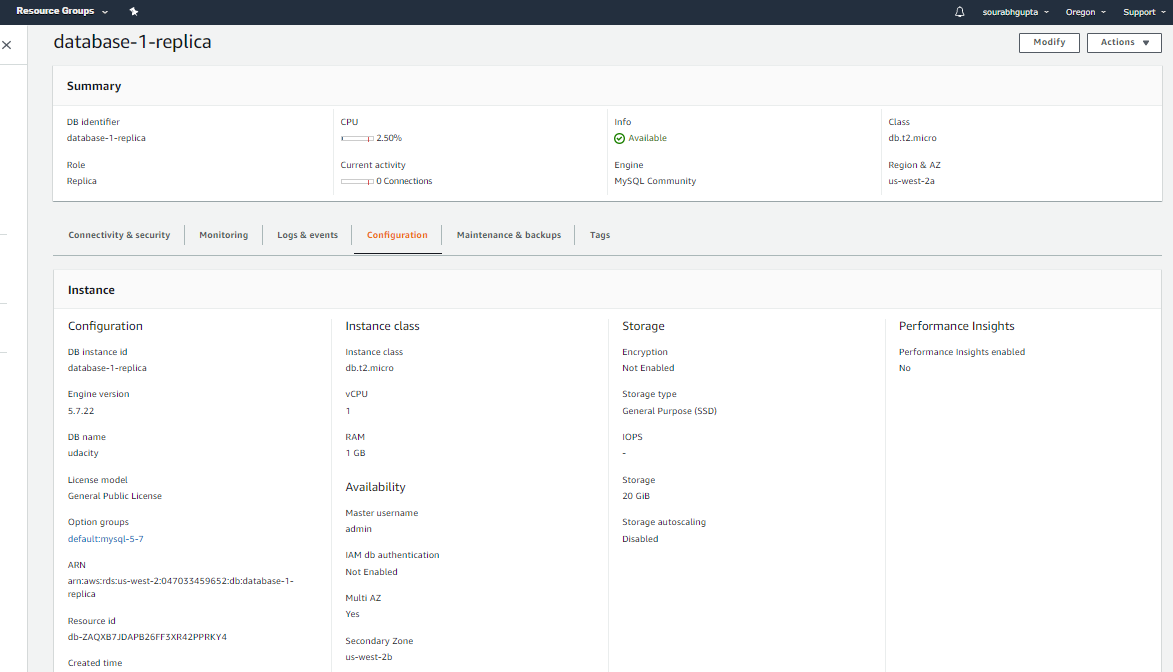 Resource Groups
sourabhgupta
Oregon
Support
database-1-replica
Modify
Actions
Summary
DB identifier
database-1-replica
Role
Replica
CPU
2.50%
Current activity
0 Connections
Info
Available
Engine
MySQL Community
Class
db.t2.micro
Region & AZ
us-west-2a
Connectivity & security
Monitoring
Logs & events
Configuration
Maintenance & backups
Tags
Instance
Configuration
DB instance id
database-1-replica
Engine version
5.7.22
DB name
udacity
License model
General Public License
Option groups
default:mysql-5-7
ARN
arn:aws:rds:us-west-2:047033459652:db:database-1-
replica
Resource id
db-ZAQXB7JDAPB26FF3XR42PPRKY4
Created time
Instance class
Instance class
db.t2.micro
vCPU
1
RAM
1 GB
Availability
Master username
admin
IAM db authentication
Not Enabled
Multi AZ
Yes
Secondary Zone
us-west-2b
Storage
Encryption
Not Enabled
Storage type
General Purpose (SSD)
IOPS
-
Storage
20 GiB
Storage autoscaling
Disabled
Performance Insights
Performance Insights enabled
No